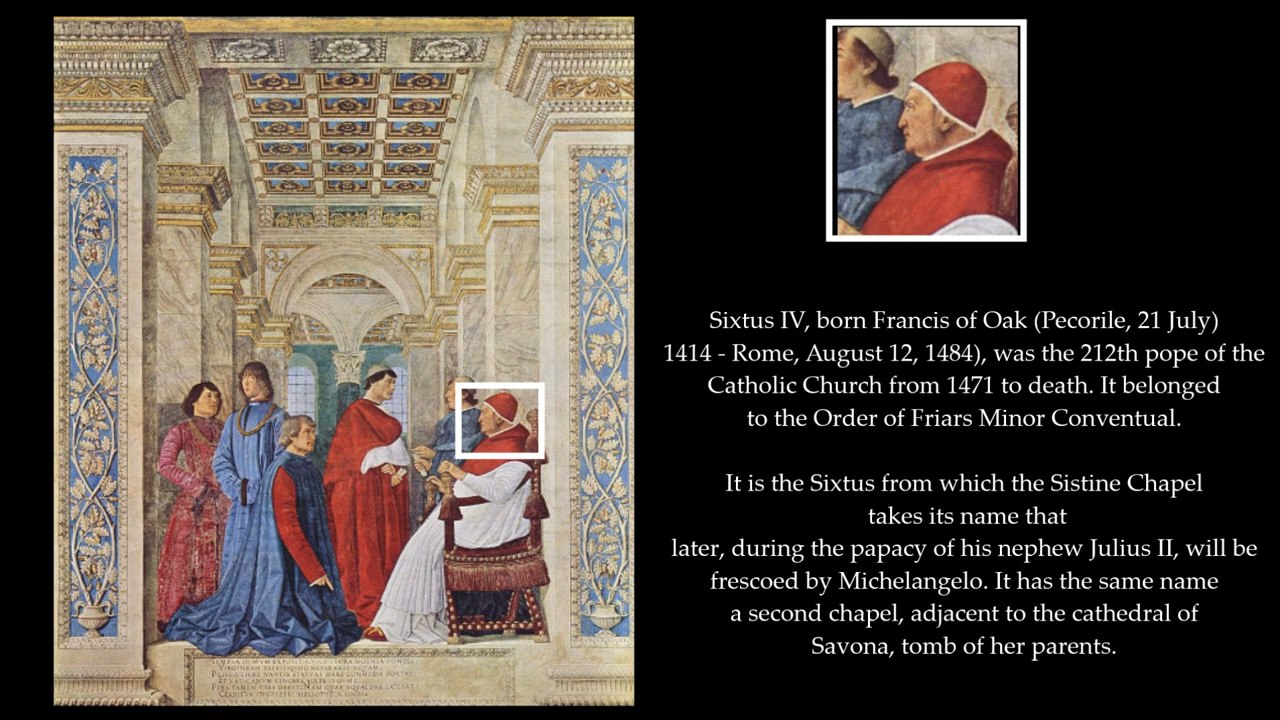 Sixtus IV, born Francis of Oak (Pecorile, 21 July)
1414 - Rome, August 12, 1484), was the 212th pope of the
Catholic Church from 1471 to death. It belonged
to the Order of Friars Minor Conventual.
It is the Sixtus from which the Sistine Chapel
takes its name that
later, during the papacy of his nephew Julius II, will be
frescoed by Michelangelo. It has the same name
a second chapel, adjacent to the cathedral of
Savona, tomb of her parents.